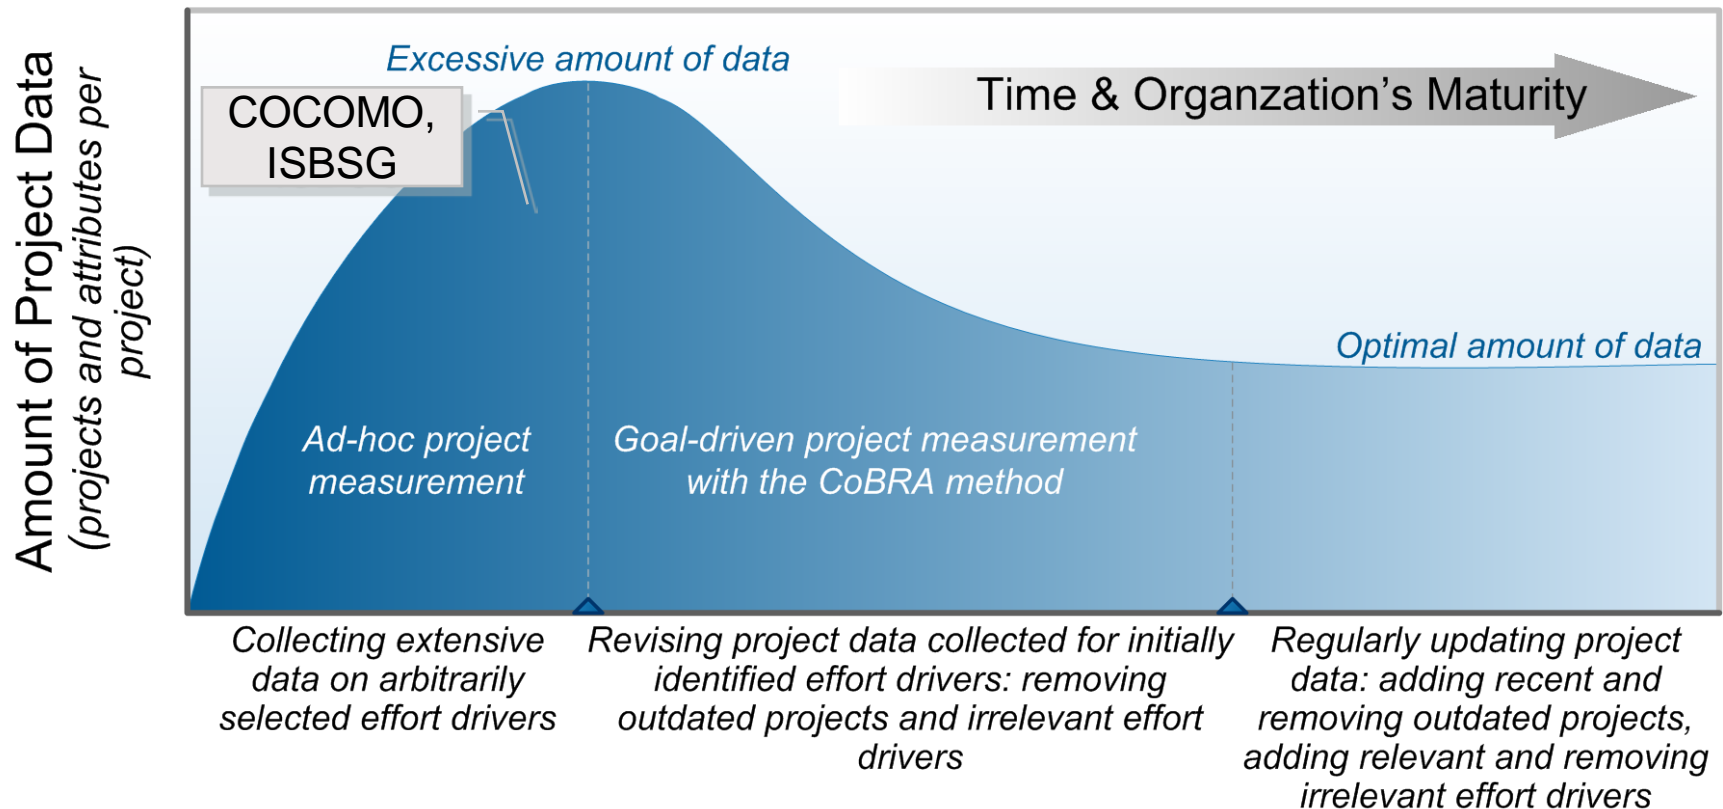 Amount of Project Data
(projects and attributes per
project)
Excessive amount of data
COCOMO,
ISBSG
Time & Organzation's Maturity
Optimal amount of data
Ad-hoc project
measurement
Goal-driven project measurement
with the CoBRA method
Collecting extensive
data on arbitrarily
selected effort drivers
Revising project data collected for initially
identified effort drivers: removing
outdated projects and irrelevant effort
drivers
Regularly updating project
data: adding recent and
removing outdated projects,
adding relevant and removing
irrelevant effort drivers